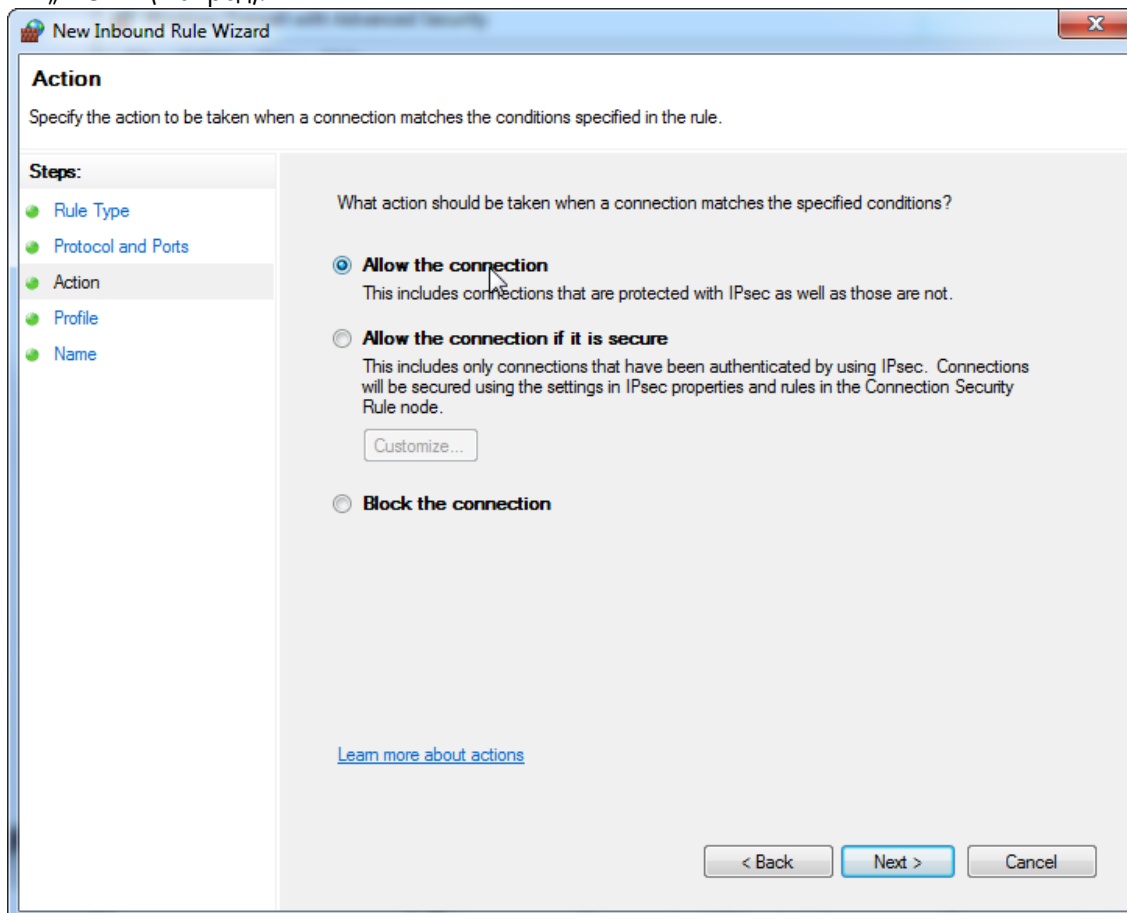 with Advanced Security
New Inbound Rule Wizard
Action
Specify the action to be taken when a connection matches the conditions specified in the rule.
Steps:
Rule Type
Protocol and Ports
Action
Profile
Name
What action should be taken when a connection matches the specified conditions?
Allow the connection
This includes connections that are protected with IPsec as well as those are not.
Allow the connection if it is secure
This includes only connections that have been authenticated by using IPsec. Connections
will be secured using the settings in IPsec properties and rules in the Connection Security
Rule node.
Customize...
Block the connection
Learn more about actions
< Back
Next >
Cancel